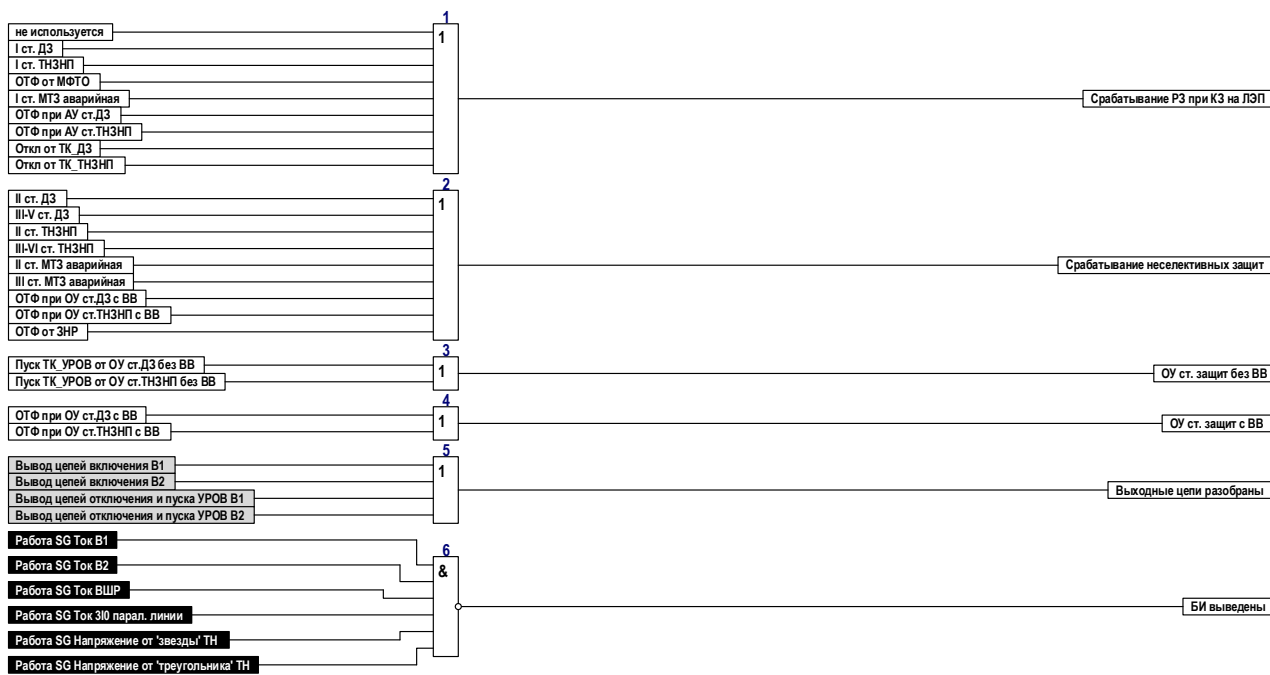 1
не используется
1
I ст. ДЗ
I ст. ТНЗНП
ОТФ от МФТО
I ст. МТЗ аварийная
Срабатывание РЗ при КЗ на ЛЭП
ОТФ при АУ ст.ДЗ
ОТФ при АУ ст.ТНЗНП
Откл от ТК_ДЗ
Откл от ТК_ТНЗНП
2
II ст. ДЗ
1
III-V ст. ДЗ
II ст. ТНЗНП
III-VI ст. ТНЗНП
II ст. МТЗ аварийная
Срабатывание неселективных защит
III ст. МТЗ аварийная
ОТФ при ОУ ст.ДЗ с ВВ
ОТФ при ОУ ст.ТНЗНП с ВВ
ОТФ от ЗНР
3
Пуск ТК_УРОВ от ОУ ст.ДЗ без ВВ
1
ОУ ст. защит без ВВ
Пуск ТК_УРОВ от ОУ ст.ТНЗНП без ВВ
4
ОТФ при ОУ ст.ДЗ с ВВ
1
ОУ ст. защит с ВВ
ОТФ при ОУ ст.ТНЗНП с ВВ
5
Вывод цепей включения В1
1
Вывод цепей включения В2
Выходные цепи разобраны
Вывод цепей отключения и пуска УРОВ В1
Вывод цепей отключения и пуска УРОВ В2
Работа SG Ток В1
6
Работа SG Ток В2
&
Работа SG Ток ВШР
БИ выведены
Работа SG Ток 3I0 парал. линии
Работа SG Напряжение от 'звезды' ТН
Работа SG Напряжение от 'треугольника' ТН